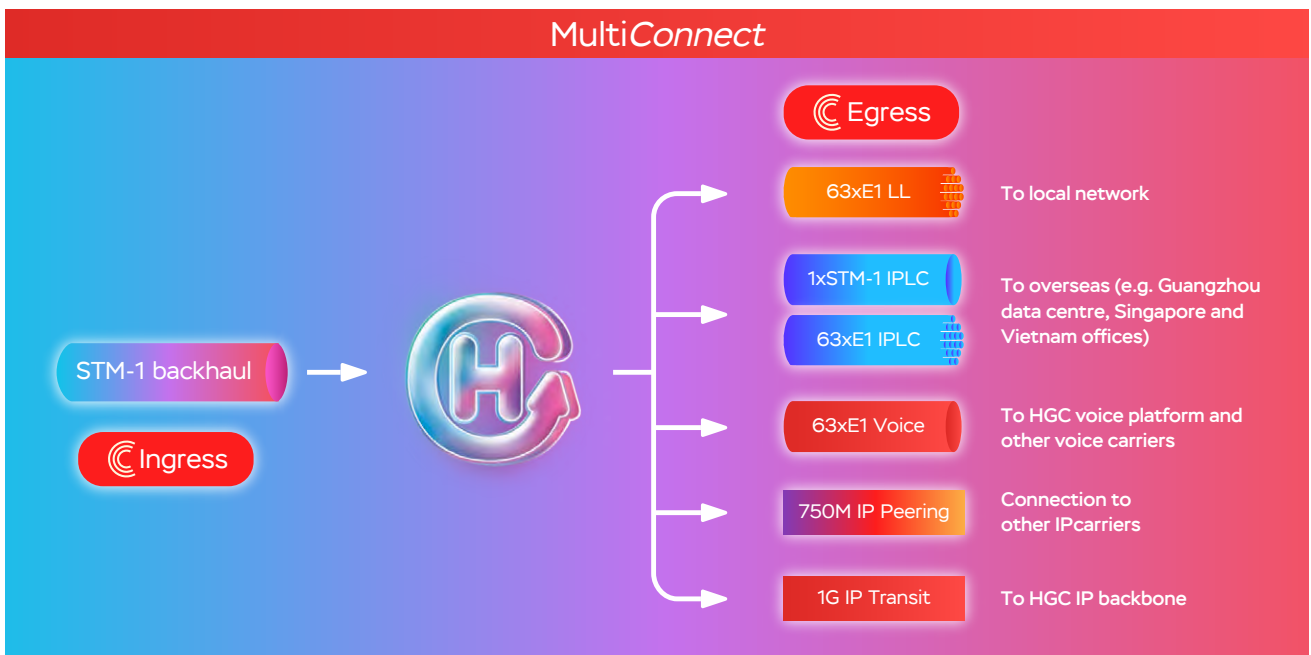 MultiConnect
Egress
63xE1 LL
To local network
1xSTM-1 IPLC
63xE1 IPLC
To overseas (e.g. Guangzhou
data centre, Singapore and
Vietnam offices)
STM-1 backhaul
Ingress
H
63xE1 Voice
To HGC voice platform and
other voice carriers
750M IP Peering
Connection to
other IPcarriers
1G IP Transit
To HGC IP backbone